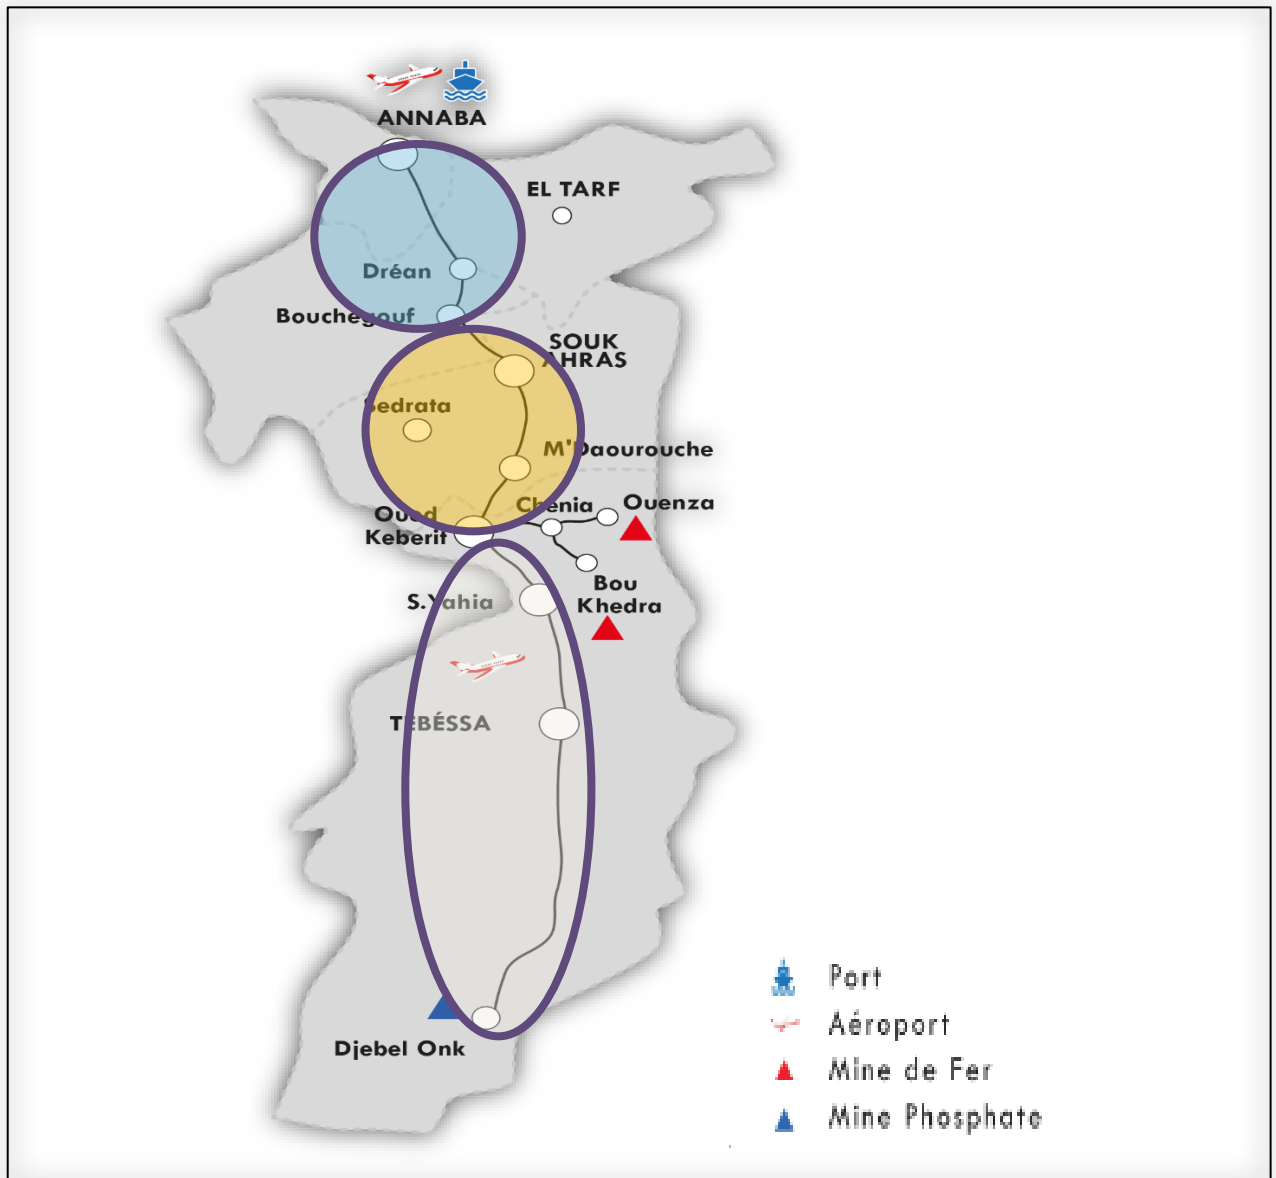 ANNABA
EL TARF
Dréan
Bouchegouf
SOUK
AHRAS
Sedrata
M'Daourouche
Chenia
Ouenza
Oued
Keberit
Bou
Khedra
S.Yahia
TEBÉSSA
Djebel Onk
Port
Aéroport
Mine de Fer
Mine Phosphate